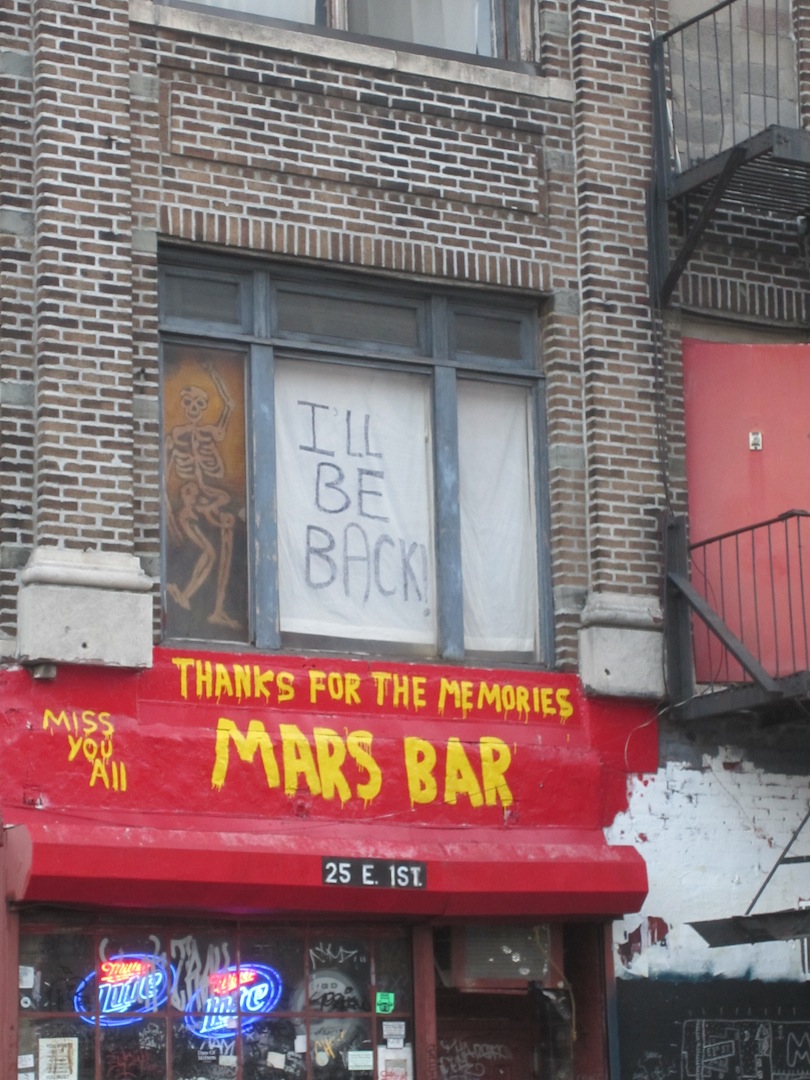 I'LL
BE
BACK!
THANKS FOR THE MEMORIES
MISS
YOU
All
MARS BAR
25 E. 1ST.
Miller
Lite
Miller
Lite